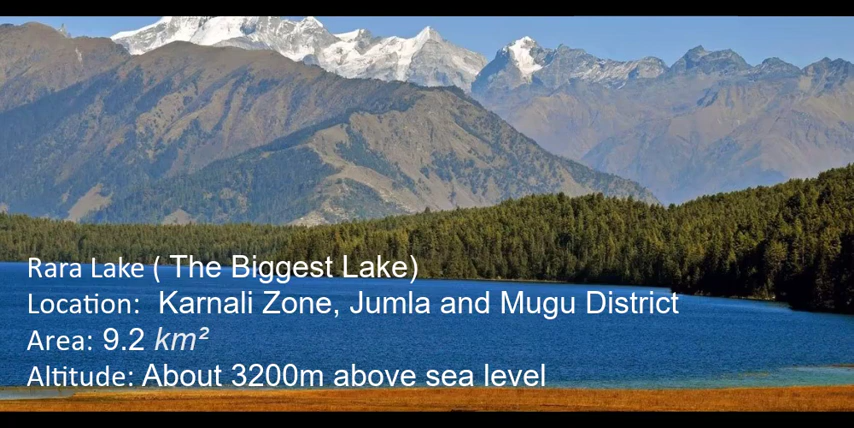 Rara Lake ( The Biggest Lake)
Location:  Karnali Zone, Jumla and Mugu District
Area: 9.2 km²
Altitude: About 3200m above sea level